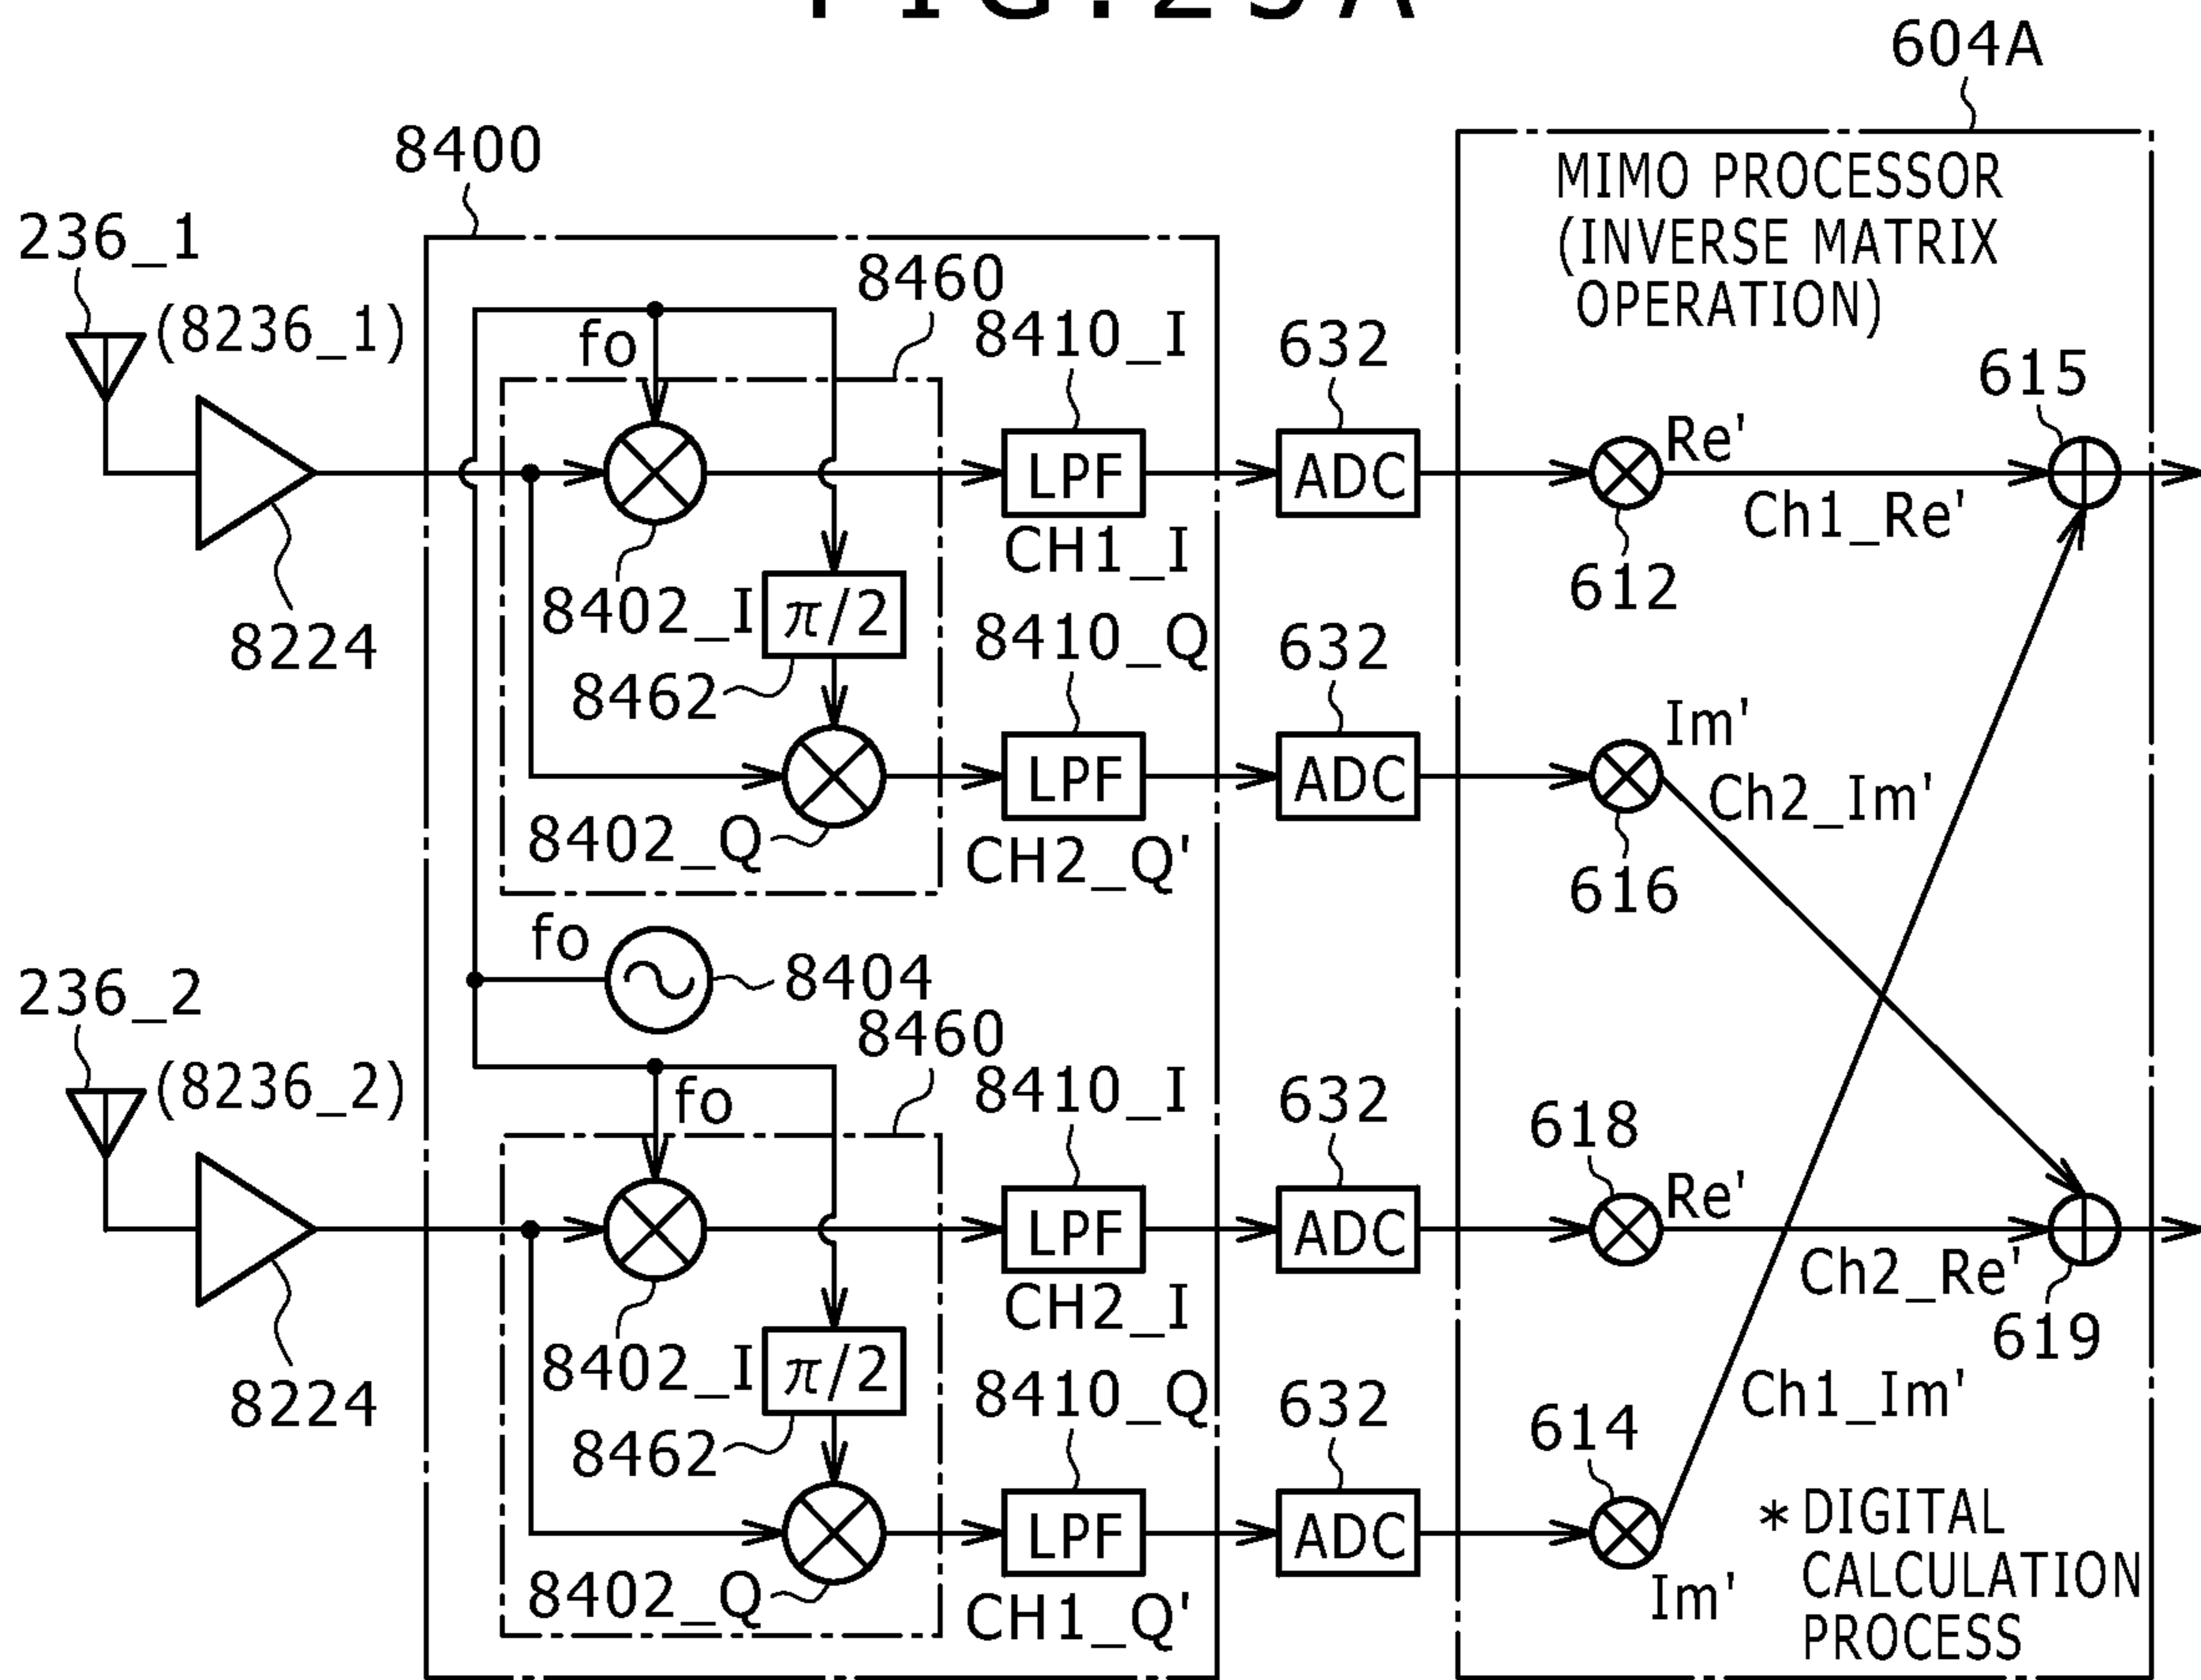 FIG.25A
604A
8400
MIMO PROCESSOR
(INVERSE MATRIX
OPERATION)
236_1
(8236_1)
8460
fo
8410_I
632
615
Re'
LPF
ADC
Ch1_Re'
CH1_I
612
8402_I
π/2
8224
8462
8410_Q
632
Im'
LPF
ADC
Ch2_Im'
8402_Q
CH2_Q'
616
fo
8404
236_2
(8236_2)
8460
fo
8410_I
632
618
Re'
LPF
ADC
Ch2_Re'
CH2_I
619
8402_I
π/2
8224
8462
8410_Q
632
Ch1_Im'
614
LPF
ADC
Im'
8402_Q
CH1_Q'
* DIGITAL
CALCULATION
PROCESS